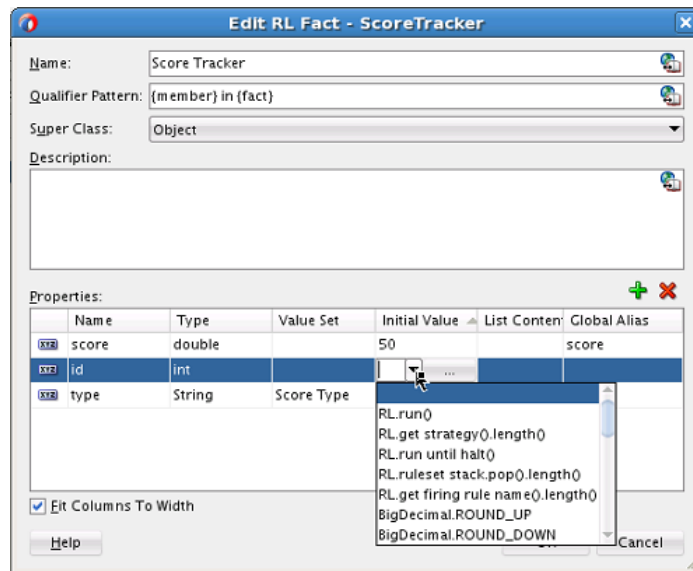 Edit RL Fact - ScoreTracker
Name: Score Tracker
Qualifier Pattern: {member} in {fact}
Super Class: Object
Description:
Properties:
Name Type Value Set Initial Value List Conten Global Alias
XYZ score double 50 score
XYZ id int ...
XYZ type String Score Type
RL.run()
RL.get strategy().length()
RL.run until halt()
RL.ruleset stack.pop().length()
RL.get firing rule name().length()
BigDecimal.ROUND_UP
BigDecimal.ROUND_DOWN
Fit Columns To Width
Help Cancel